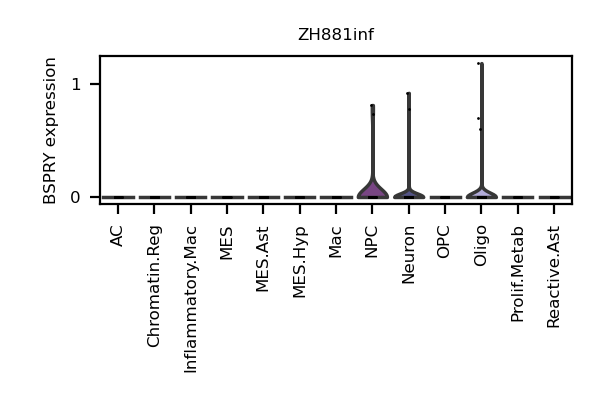 ZH881inf
BSPRY expression
1
0
AC
Chromatin.Reg
Inflammatory.Mac
MES
MES.Ast
MES.Hyp
Mac
NPC
Neuron
OPC
Oligo
Prolif.Metab
Reactive.Ast